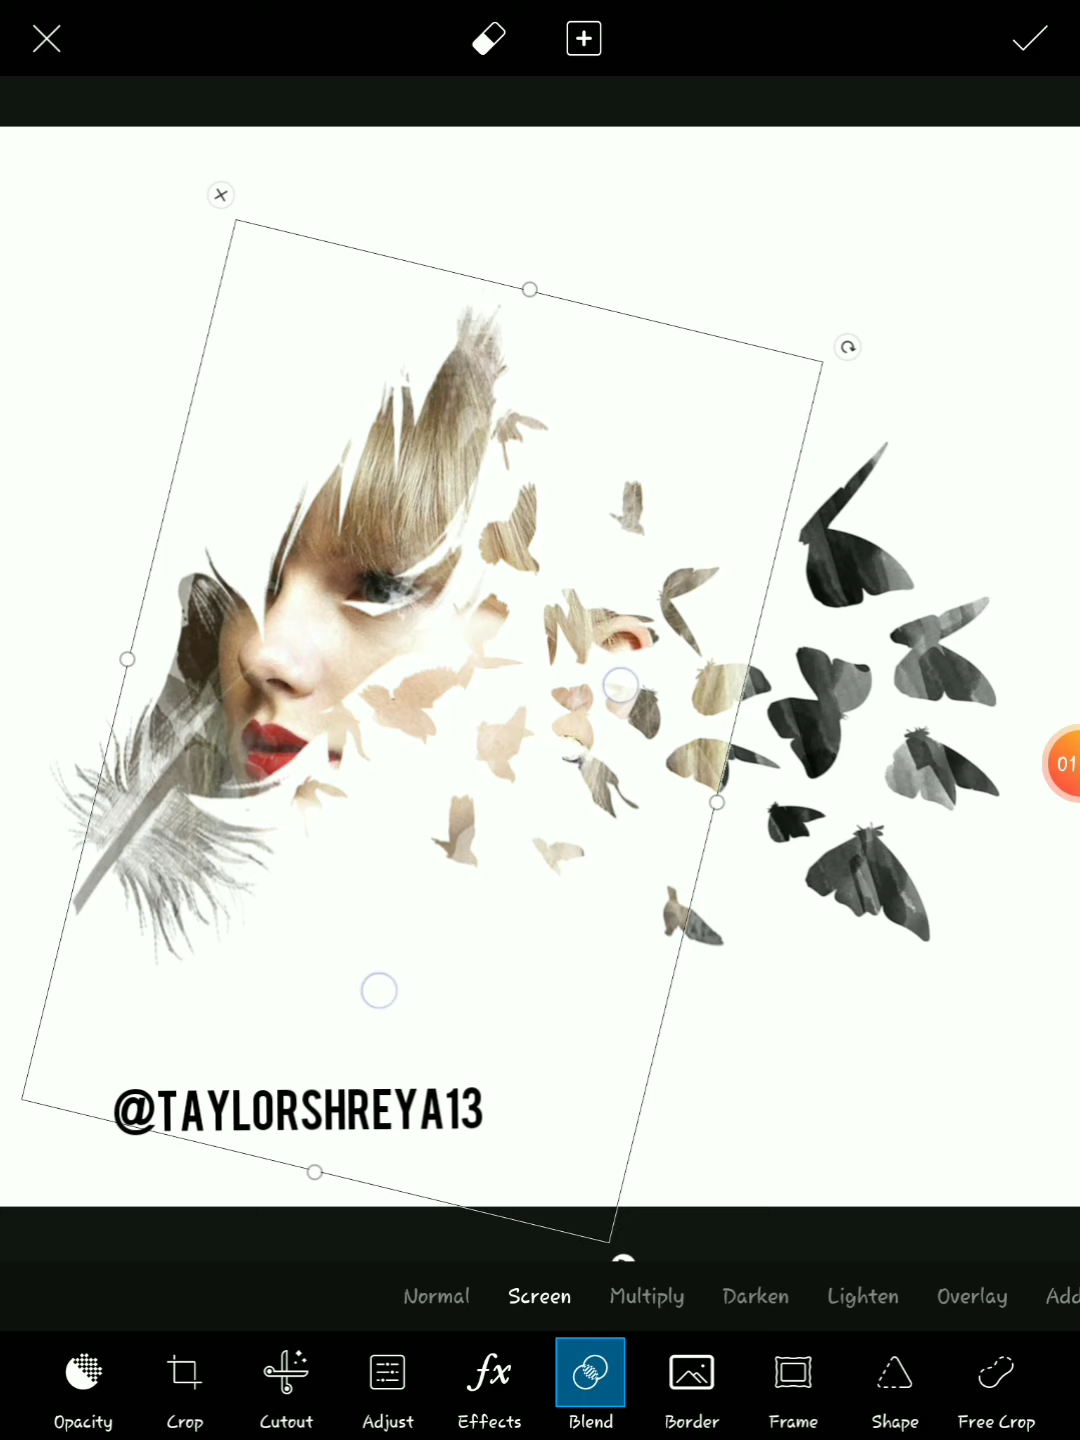 @TAYLORSHREYA13
01
Normal Screen Multiply Darken Lighten Overlay Add
Opacity Crop Cutout Adjust Effects Blend Border Frame Shape Free Crop